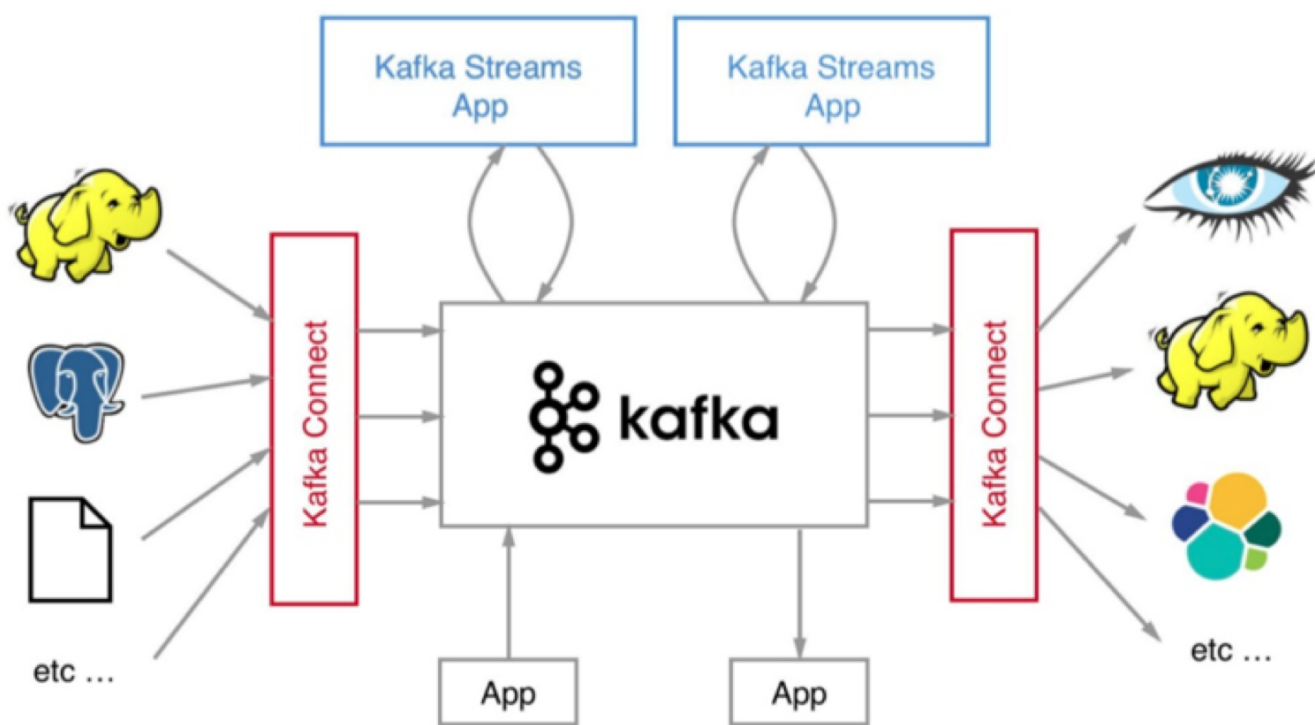 Kafka Streams
App
Kafka Streams
App
Kafka Connect
kafka
Kafka Connect
etc ...
etc ...
App
App